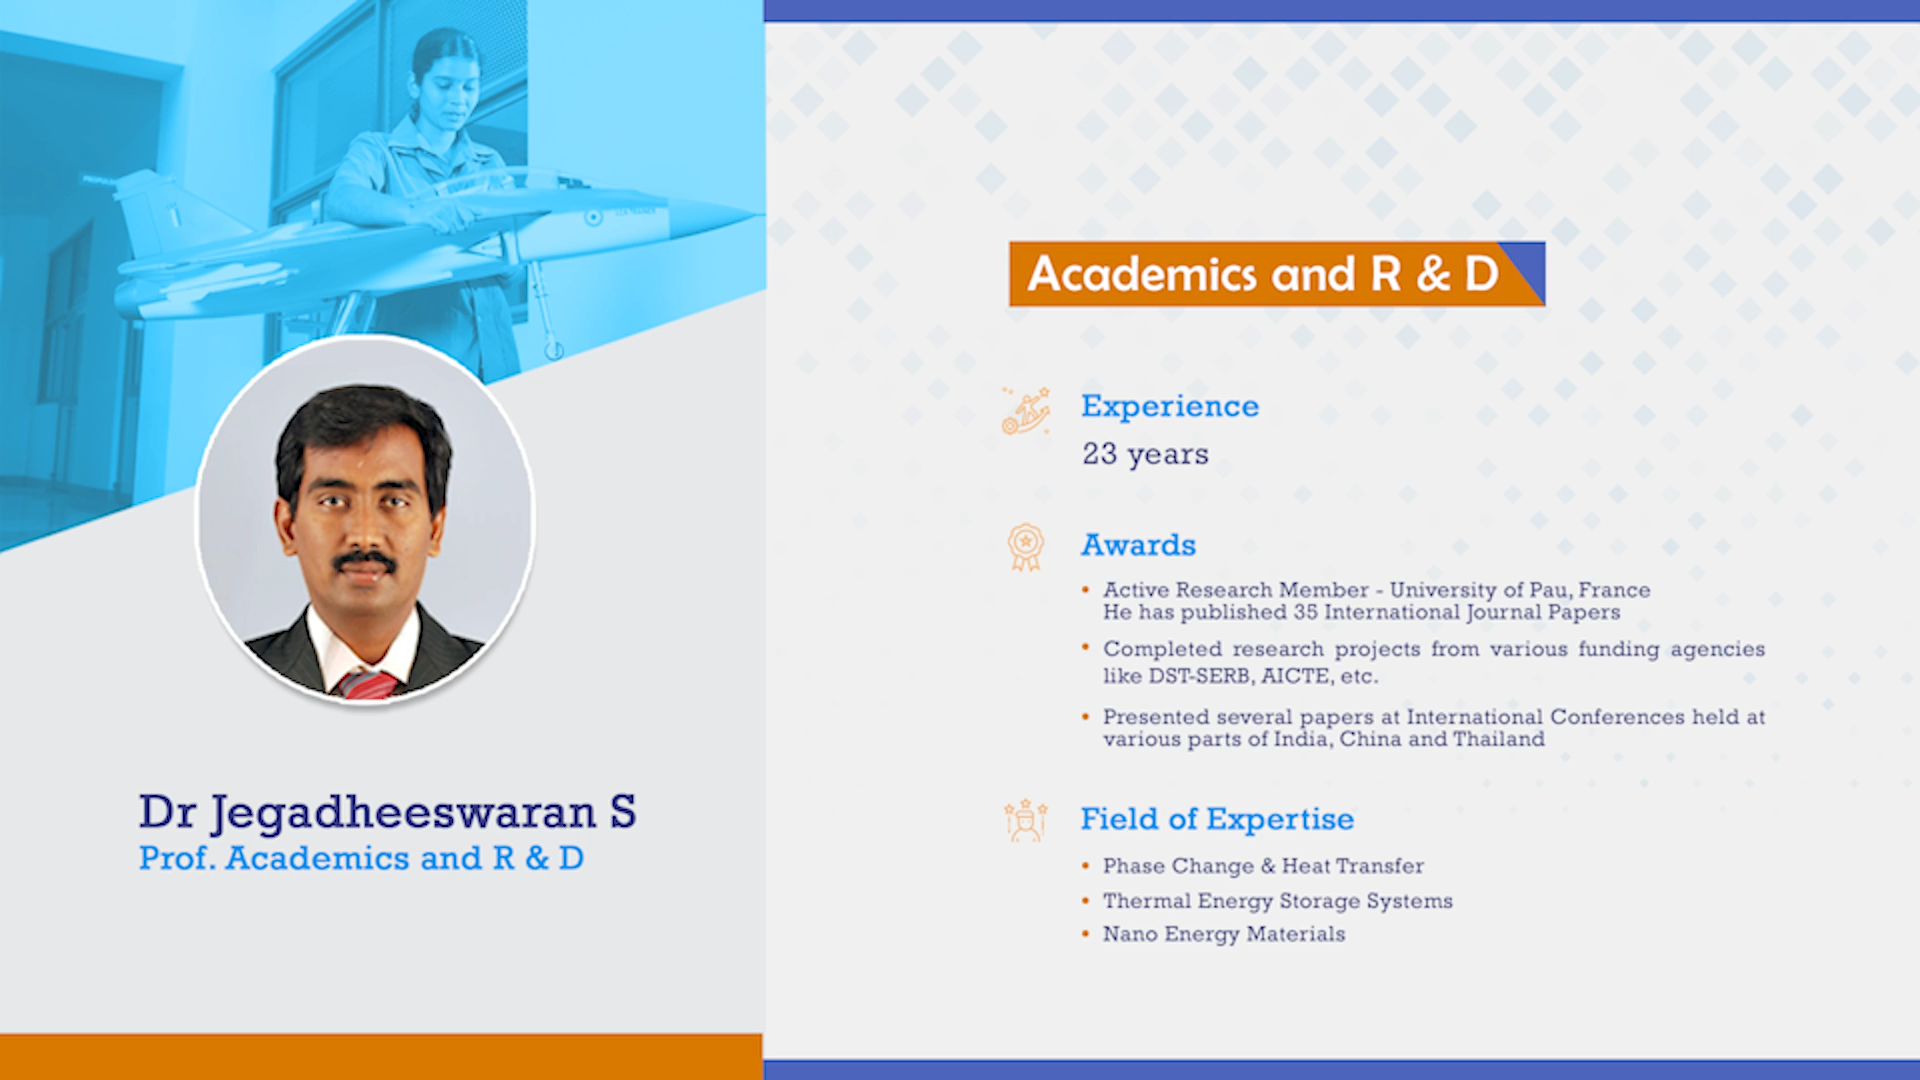 Dr Jegadheeswaran S
Prof. Academics and R & D
Academics and R & D
Experience
23 years
Awards
• Active Research Member - University of Pau, France
He has published 35 International Journal Papers
• Completed research projects from various funding agencies
like DST-SERB, AICTE, etc.
• Presented several papers at International Conferences held at
various parts of India, China and Thailand
Field of Expertise
• Phase Change & Heat Transfer
• Thermal Energy Storage Systems
• Nano Energy Materials